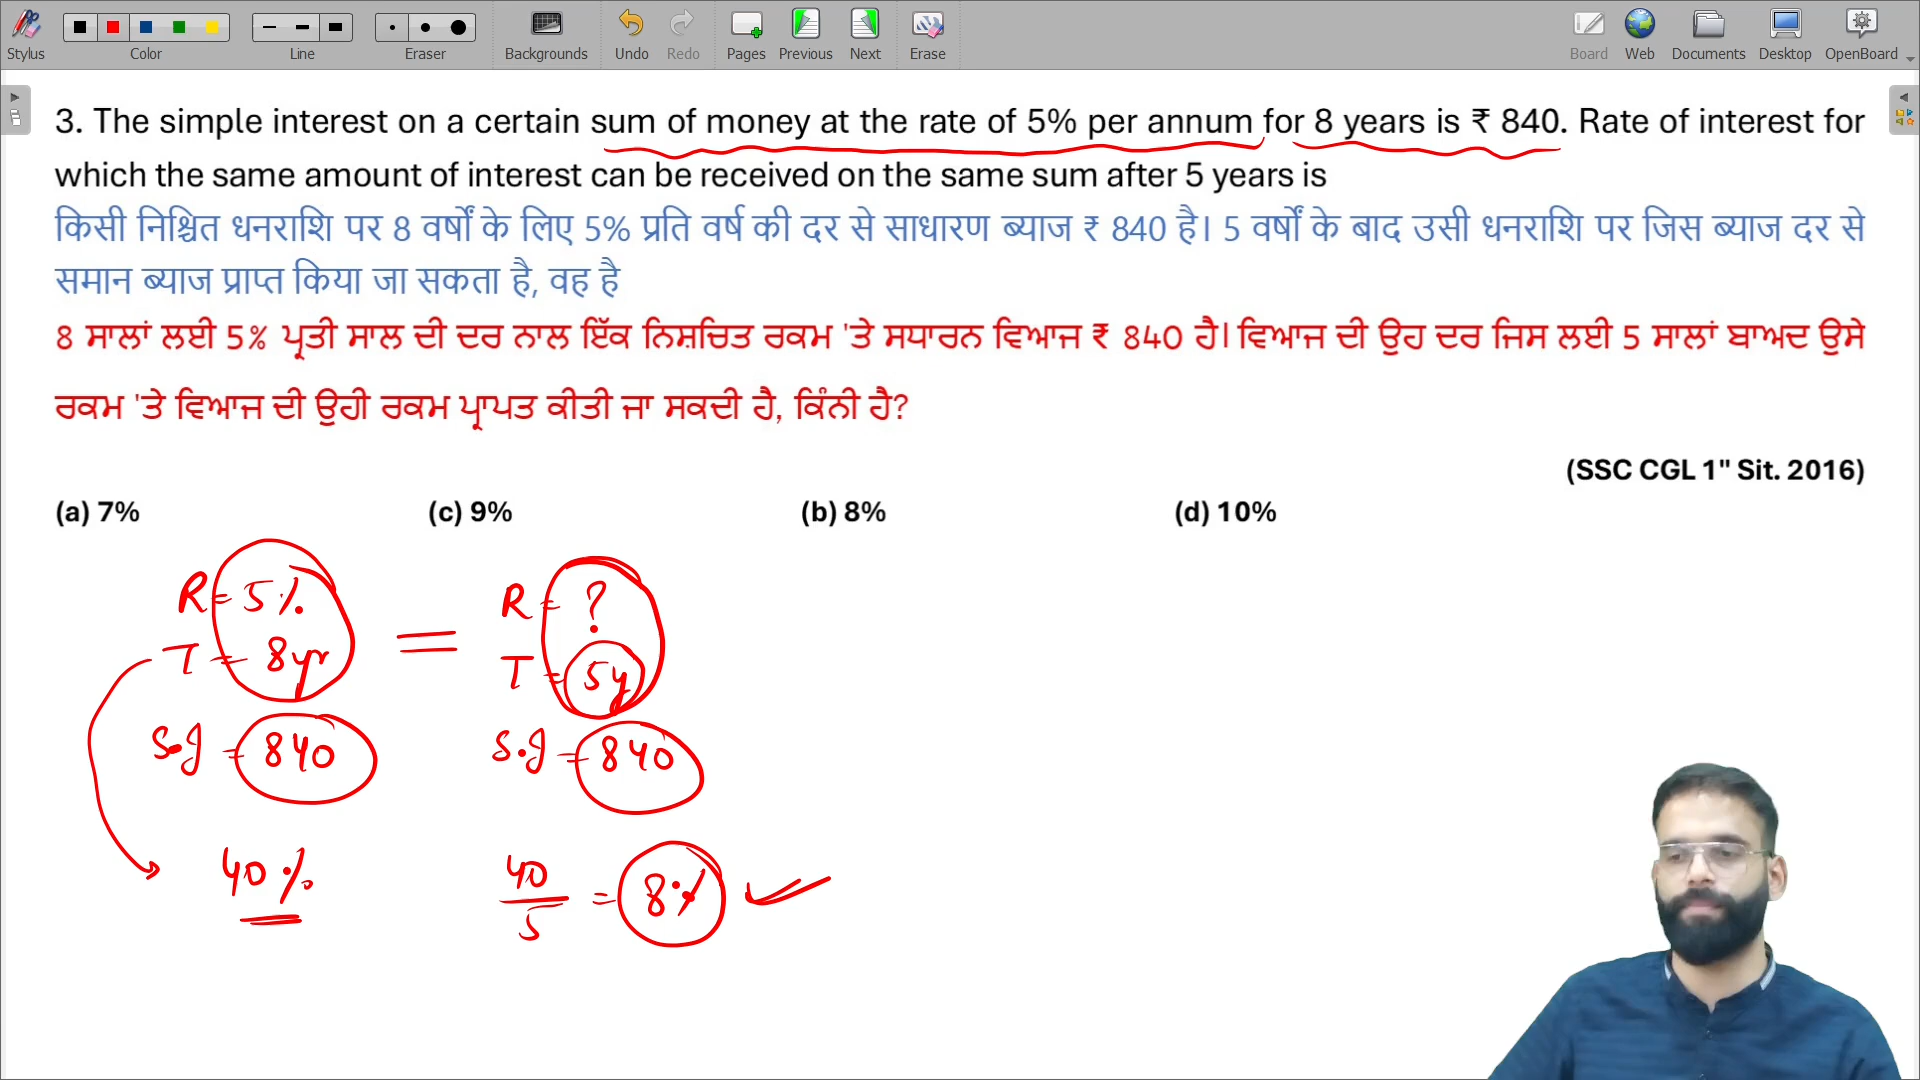 Stylus Color Line Eraser Backgrounds Undo Redo Pages Previous Next Erase Board Web Documents Desktop OpenBoard
3. The simple interest on a certain sum of money at the rate of 5% per annum for 8 years is ₹ 840. Rate of interest for
which the same amount of interest can be received on the same sum after 5 years is
किसी निश्चित धनराशि पर 8 वर्षों के लिए 5% प्रति वर्ष की दर से साधारण ब्याज ₹ 840 है। 5 वर्षों के बाद उसी धनराशि पर जिस ब्याज दर से
समान ब्याज प्राप्त किया जा सकता है, वह है
8 ਸਾਲਾਂ ਲਈ 5% ਪ੍ਰਤੀ ਸਾਲ ਦੀ ਦਰ ਨਾਲ ਇੱਕ ਨਿਸ਼ਚਿਤ ਰਕਮ 'ਤੇ ਸਧਾਰਨ ਵਿਆਜ ₹ 840 ਹੈ। ਵਿਆਜ ਦੀ ਉਹ ਦਰ ਜਿਸ ਲਈ 5 ਸਾਲਾਂ ਬਾਅਦ ਉਸੇ
ਰਕਮ 'ਤੇ ਵਿਆਜ ਦੀ ਉਹੀ ਰਕਮ ਪ੍ਰਾਪਤ ਕੀਤੀ ਜਾ ਸਕਦੀ ਹੈ, ਕਿੰਨੀ ਹੈ?
(SSC CGL 1" Sit. 2016)
(a) 7% (c) 9% (b) 8% (d) 10%
R = 5% R = ?
T = 8yr = T = 5y
S.I = 840 S.I = 840
40% 40/5 = 8%